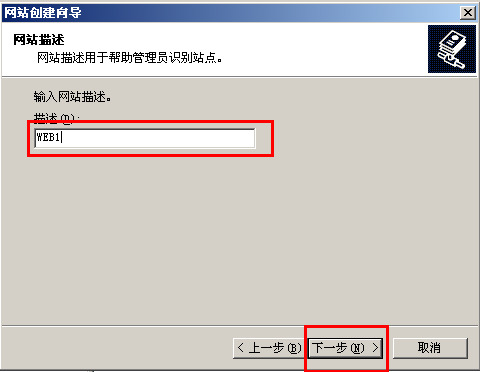 网站创建向导
网站描述
网站描述用于帮助管理员识别站点。
输入网站描述。
描述(D):
WEB1
< 上一步(B) 下一步(N) > 取消